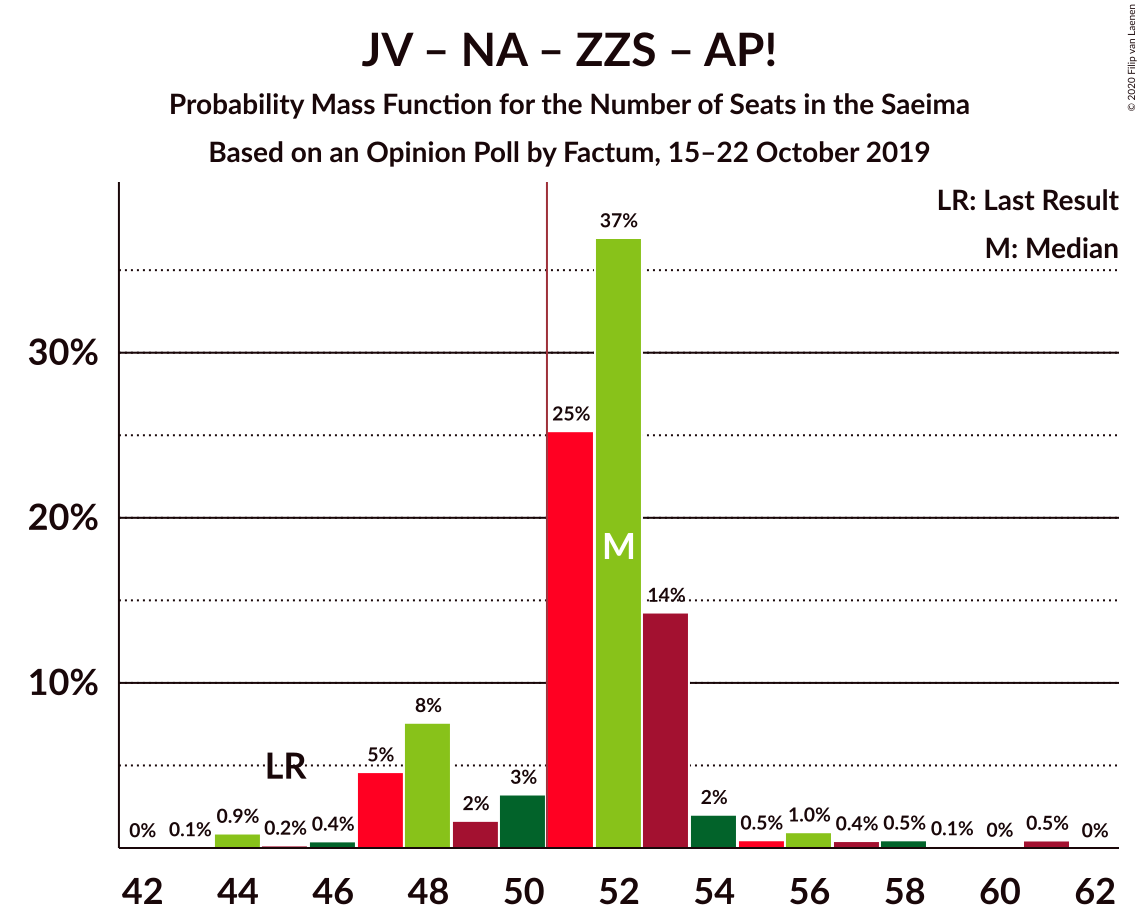 JV – NA – ZZS – AP!
Probability Mass Function for the Number of Seats in the Saeima
Based on an Opinion Poll by Factum, 15–22 October 2019
© 2020 Filip van Laenen
LR: Last Result
M: Median
37%
30%
25%
20%
M
14%
10%
8%
LR
5%
3%
2%
2%
0%
0.1%
0.9%
0.2%
0.4%
0.5%
1.0%
0.4%
0.5%
0.1%
0%
0.5%
0%
42 44 46 48 50 52 54 56 58 60 62